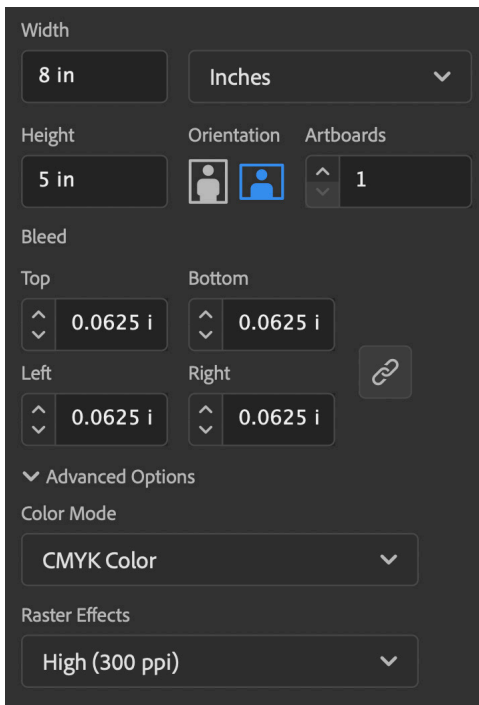 Width
8 in Inches
Height Orientation Artboards
5 in 1
Bleed
Top Bottom
0.0625 i 0.0625 i
Left Right
0.0625 i 0.0625 i
Advanced Options
Color Mode
CMYK Color
Raster Effects
High (300 ppi)